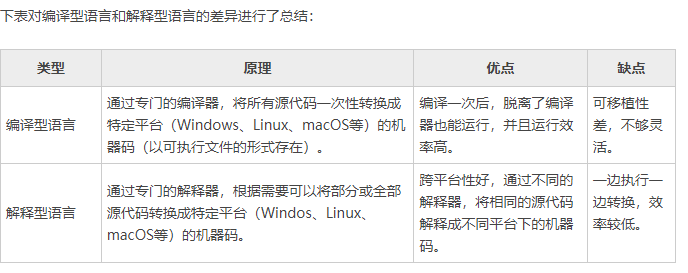 下表对编译型语言和解释型语言的差异进行了总结：
类型
原理
优点
缺点
编译型语言
通过专门的编译器，将所有源代码一次性转换成
特定平台（Windows、Linux、macOS等）的机
器码（以可执行文件的形式存在）。
编译一次后，脱离了编译
器也能运行，并且运行效
率高。
可移植性
差，不够灵
活。
解释型语言
通过专门的解释器，根据需要可以将部分或全部
源代码转换成特定平台（Windos、Linux、
macOS等）的机器码。
跨平台性好，通过不同的
解释器，将相同的源代码
解释成不同平台下的机器
码。
一边执行一
边转换，效
率较低。